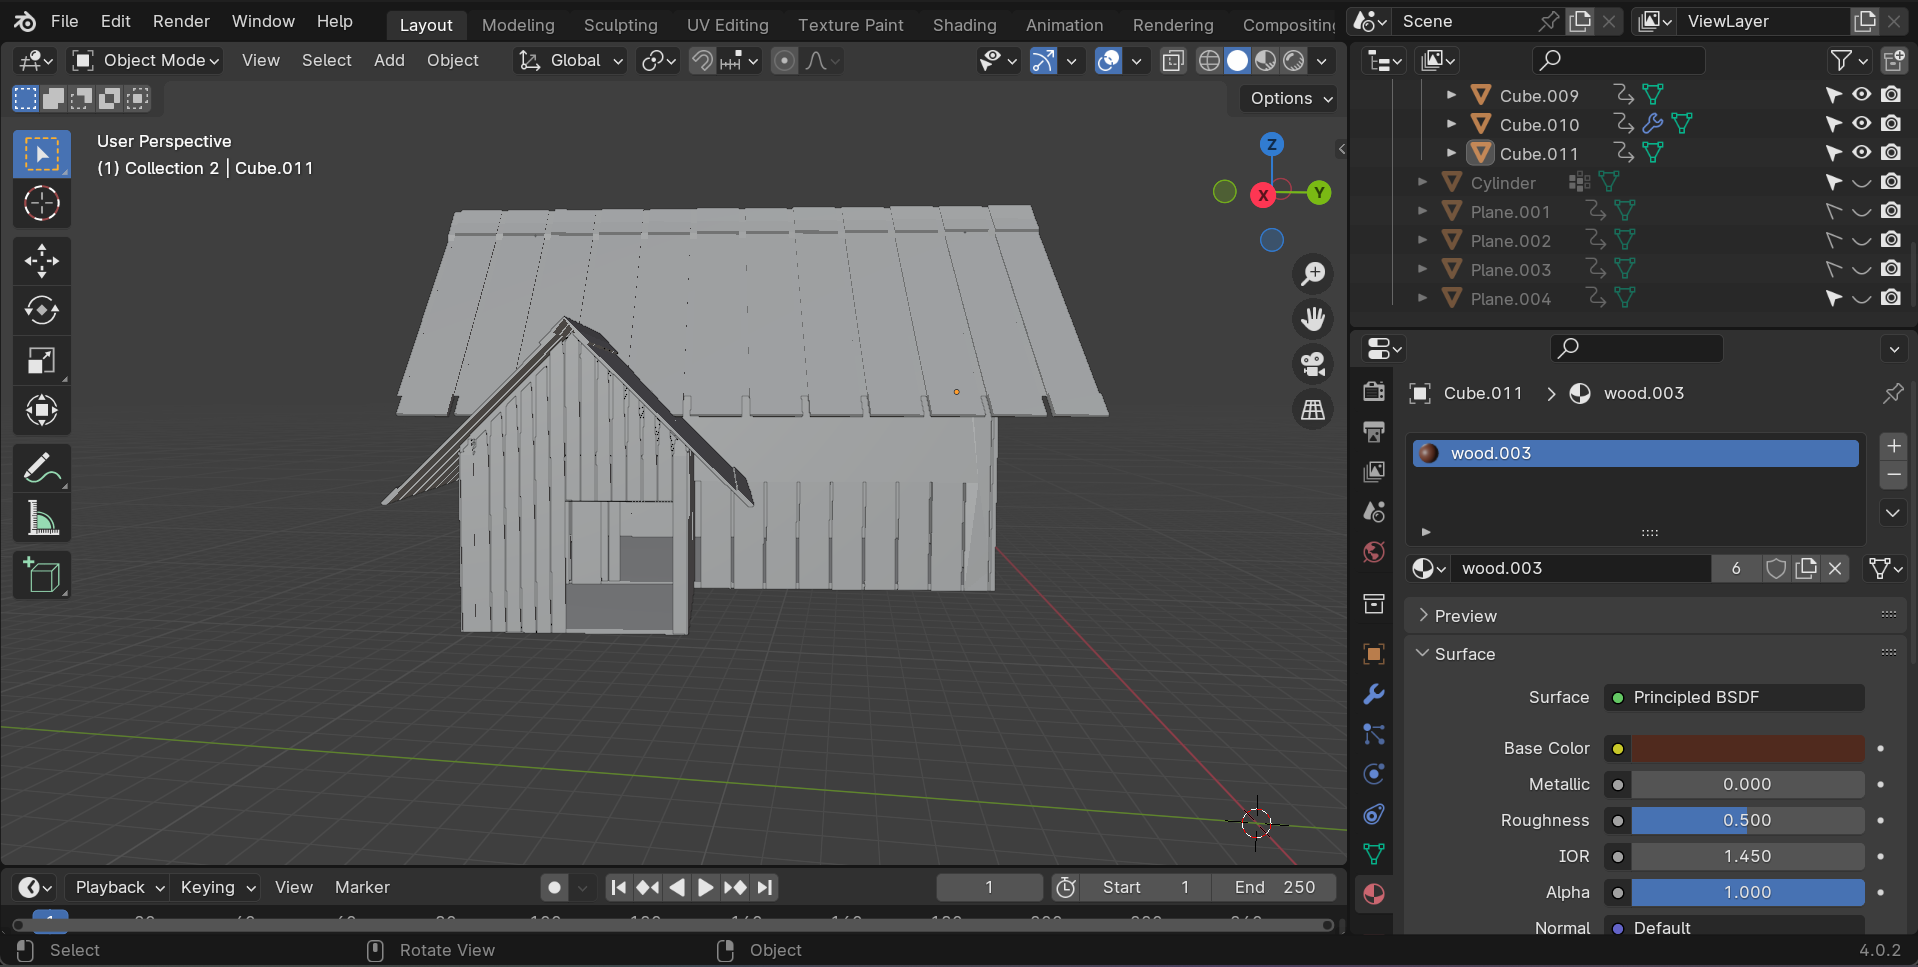 File Edit Render Window Help
Layout Modeling Sculpting UV Editing Texture Paint Shading Animation Rendering Compositing
Scene
ViewLayer
Object Mode View Select Add Object
Global
Options
User Perspective
(1) Collection 2 | Cube.011
Z
X
Y
Cube.009
Cube.010
Cube.011
Cylinder
Plane.001
Plane.002
Plane.003
Plane.004
Cube.011 > wood.003
wood.003
wood.003 6
Preview
Surface
Surface Principled BSDF
Base Color
Metallic 0.000
Roughness 0.500
IOR 1.450
Alpha 1.000
Normal Default
Playback Keying View Marker
1
Start 1
End 250
Select
Rotate View
Object
4.0.2